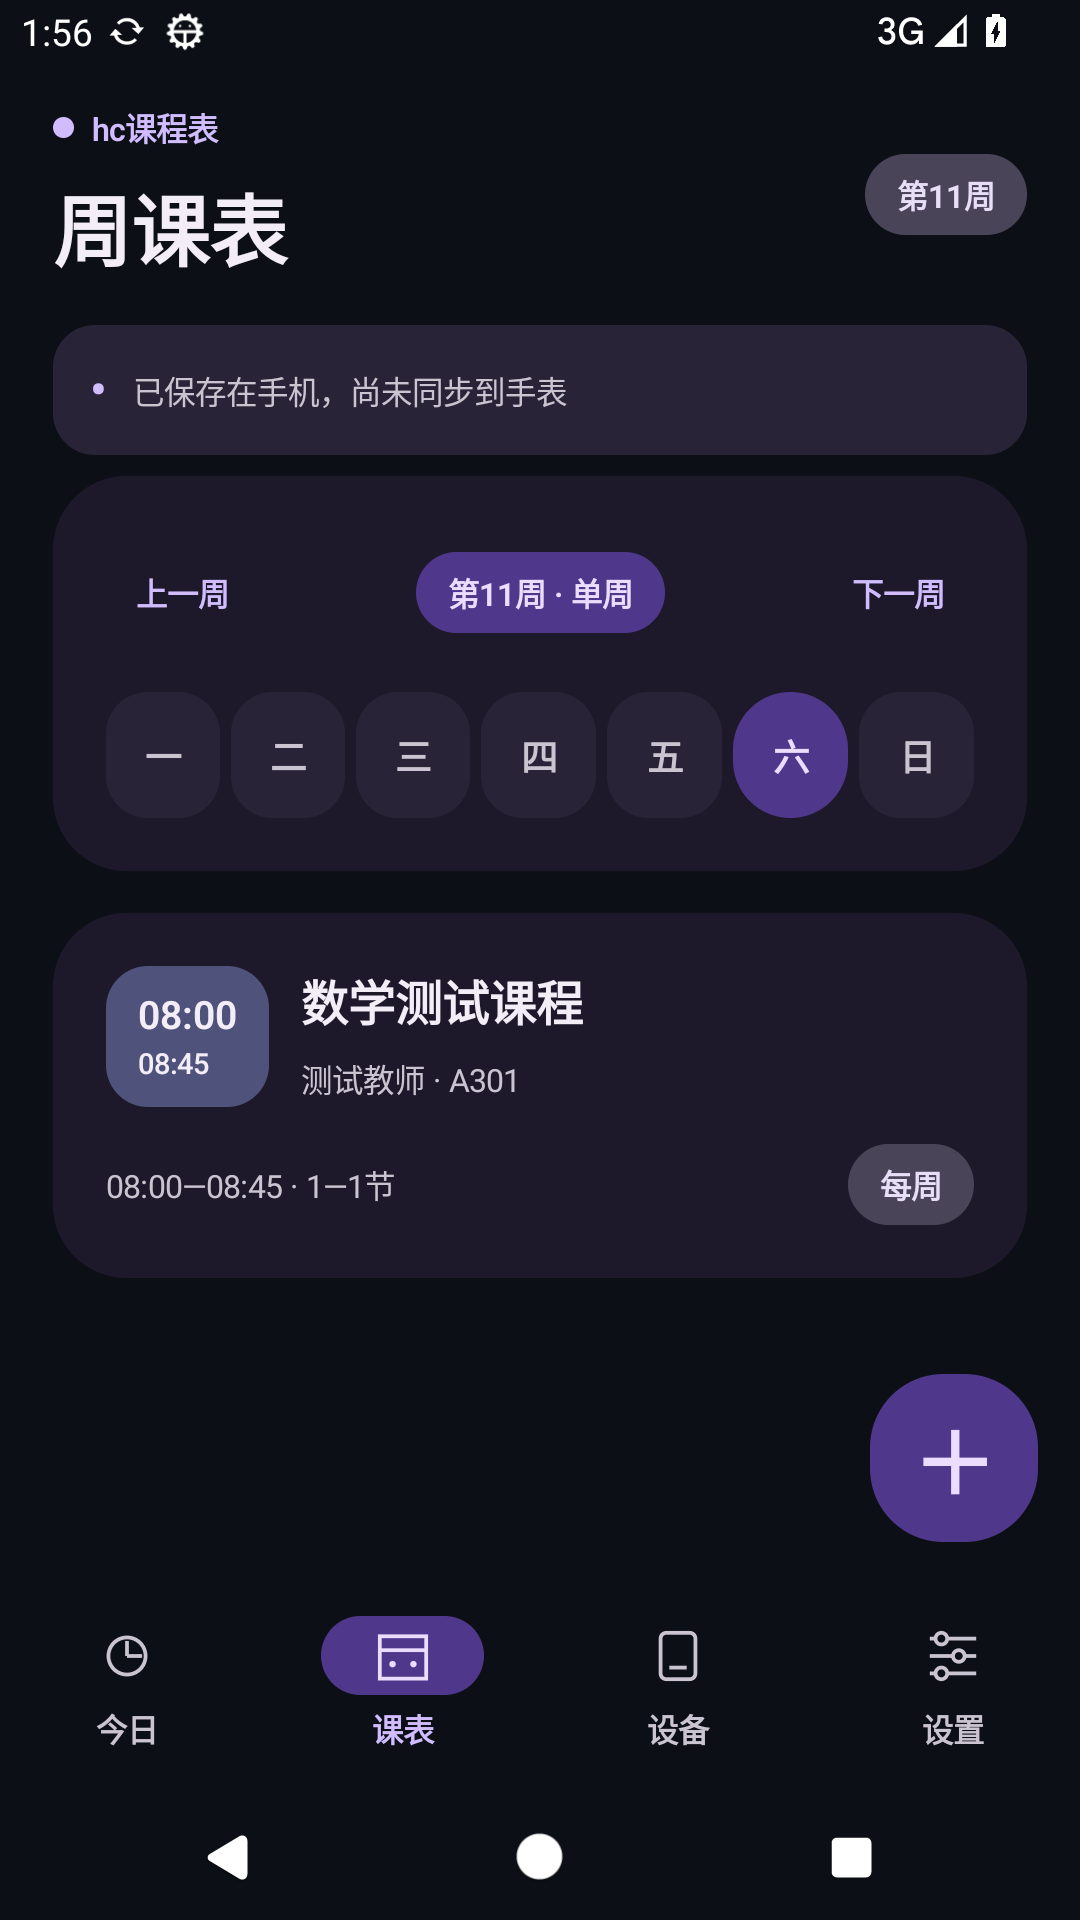 1:56
3G
hc课程表
周课表
第11周
已保存在手机，尚未同步到手表
上一周
第11周 · 单周
下一周
一 二 三 四 五 六 日
08:00
08:45
数学测试课程
测试教师 · A301
08:00–08:45 · 1–1节
每周
今日
课表
设备
设置